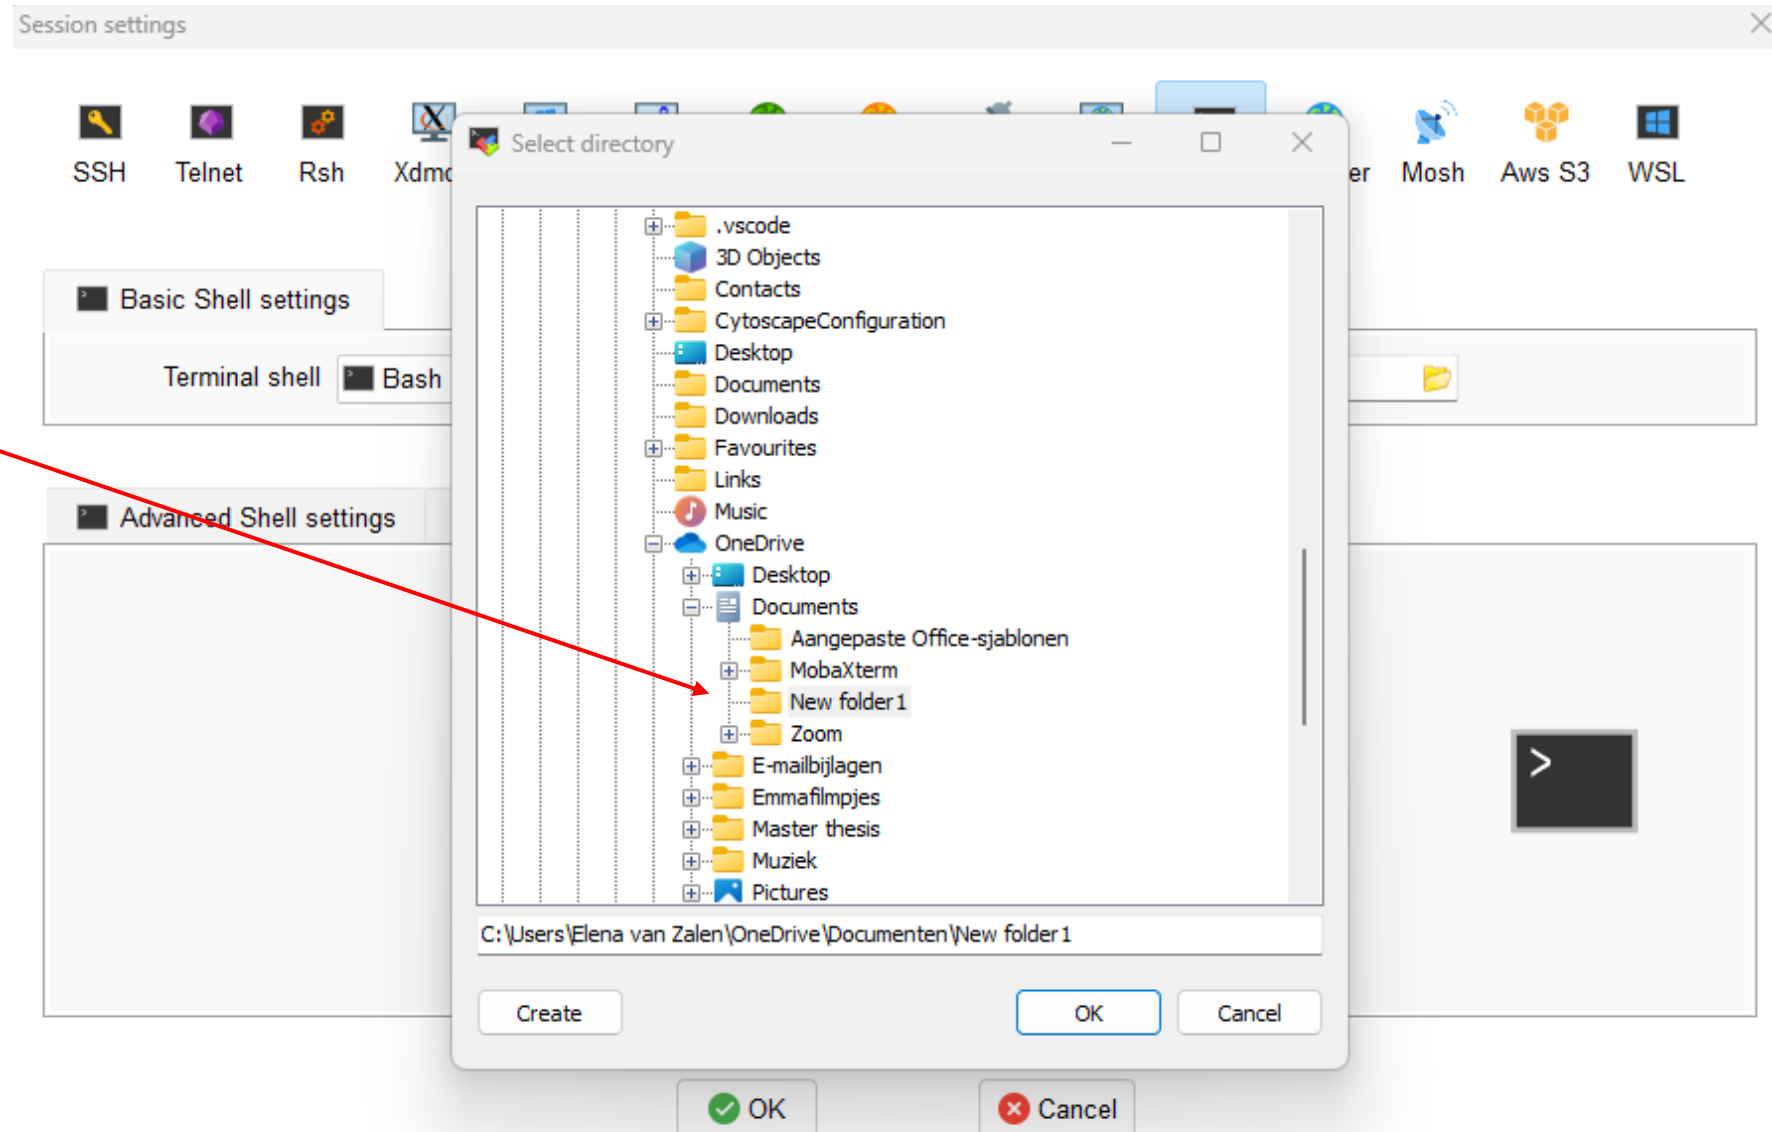 Session settings
SSH
Telnet
Rsh
Xdmc
er
Mosh
Aws S3
WSL
Select directory
Basic Shell settings
Terminal shell
Bash
Advanced Shell settings
.vscode
3D Objects
Contacts
CytoscapeConfiguration
Desktop
Documents
Downloads
Favourites
Links
Music
OneDrive
Desktop
Documents
Aangepaste Office-sjablonen
MobaXterm
New folder1
Zoom
E-mailbijlagen
Emmafilmpjes
Master thesis
Muziek
Pictures
C:\Users\Elena van Zalen\OneDrive\Documenten\New folder1
Create
OK
Cancel
OK
Cancel